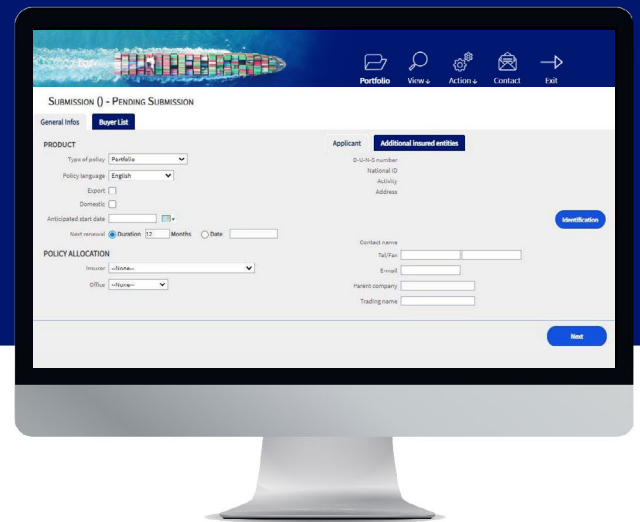 Portfolio View↓ Action↓ Contact Exit
Submission () - Pending Submission
General Infos Buyer List
PRODUCT
Type of policy Portfolio
Policy language English
Export
Domestic
Anticipated start date
Next renewal Duration 12 Months Date
POLICY ALLOCATION
Insurer --None--
Office --None--
Applicant Additional insured entities
D-U-N-S number
National ID
Activity
Address
Identification
Contact name
Tel/Fax
E-mail
Parent company
Trading name
Next